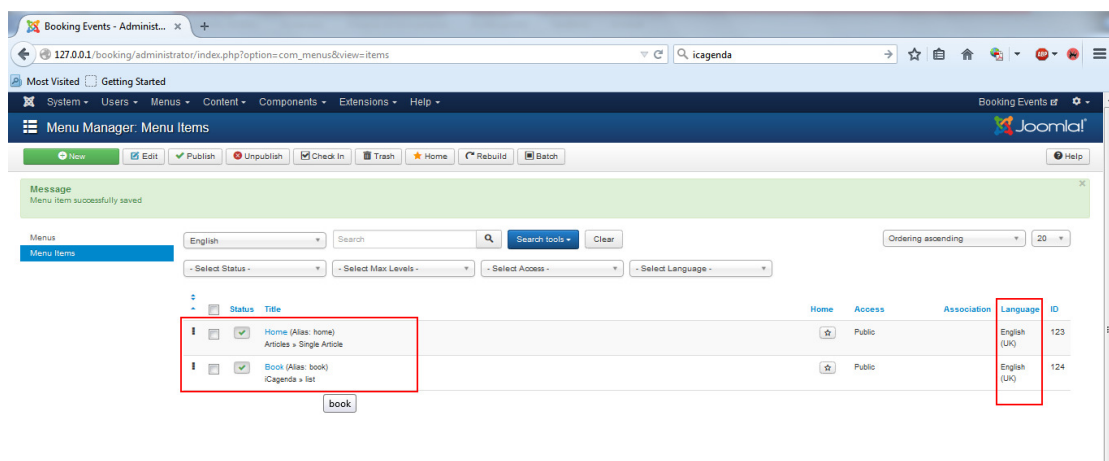 Booking Events - Administ... × +
127.0.0.1/booking/administrator/index.php?option=com_menus&view=items icagenda
Most Visited Getting Started
System Users Menus Content Components Extensions Help Booking Events
Menu Manager: Menu Items Joomla!
New Edit Publish Unpublish Check In Trash Home Rebuild Batch Help
Message ×
Menu item successfully saved
Menus
Menu Items
English Search Search tools Clear Ordering ascending 20
- Select Status - - Select Max Levels - - Select Access - - Select Language -
Status Title Home Access Association Language ID
Home (Alias: home) Public English (UK) 123
Articles » Single Article
Book (Alias: book) Public English (UK) 124
iCagenda » list
book